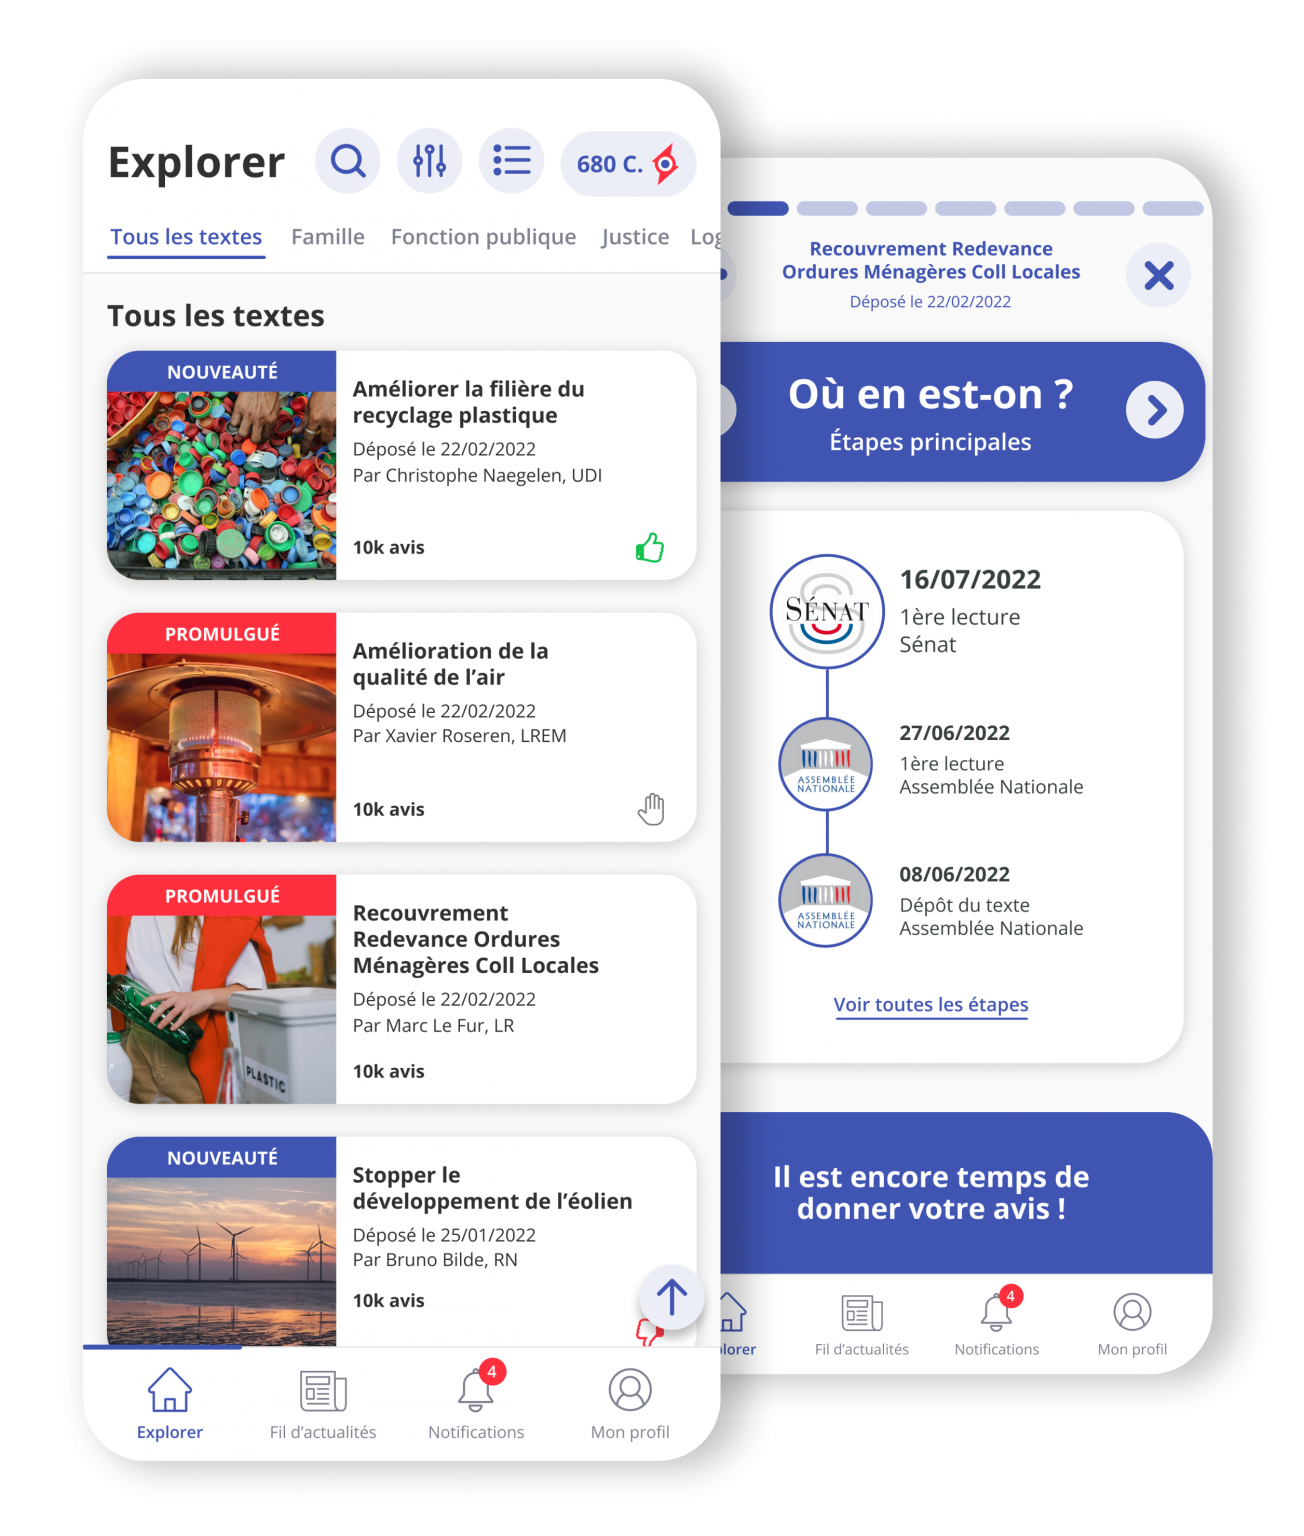 Explorer
680 C.
Tous les textes Famille Fonction publique Justice Log
Tous les textes
NOUVEAUTÉ
Améliorer la filière du
recyclage plastique
Déposé le 22/02/2022
Par Christophe Naegelen, UDI
10k avis
PROMULGUÉ
Amélioration de la
qualité de l’air
Déposé le 22/02/2022
Par Xavier Roseren, LREM
10k avis
PROMULGUÉ
PLASTIC
Recouvrement
Redevance Ordures
Ménagères Coll Locales
Déposé le 22/02/2022
Par Marc Le Fur, LR
10k avis
NOUVEAUTÉ
Stopper le
développement de l’éolien
Déposé le 25/01/2022
Par Bruno Bilde, RN
10k avis
4
Explorer Fil d’actualités Notifications Mon profil
Recouvrement Redevance
Ordures Ménagères Coll Locales
Déposé le 22/02/2022
Où en est-on ?
Étapes principales
SÉNAT
16/07/2022
1ère lecture
Sénat
ASSEMBLÉE
NATIONALE
27/06/2022
1ère lecture
Assemblée Nationale
ASSEMBLÉE
NATIONALE
08/06/2022
Dépôt du texte
Assemblée Nationale
Voir toutes les étapes
Il est encore temps de
donner votre avis !
4
lorer Fil d’actualités Notifications Mon profil